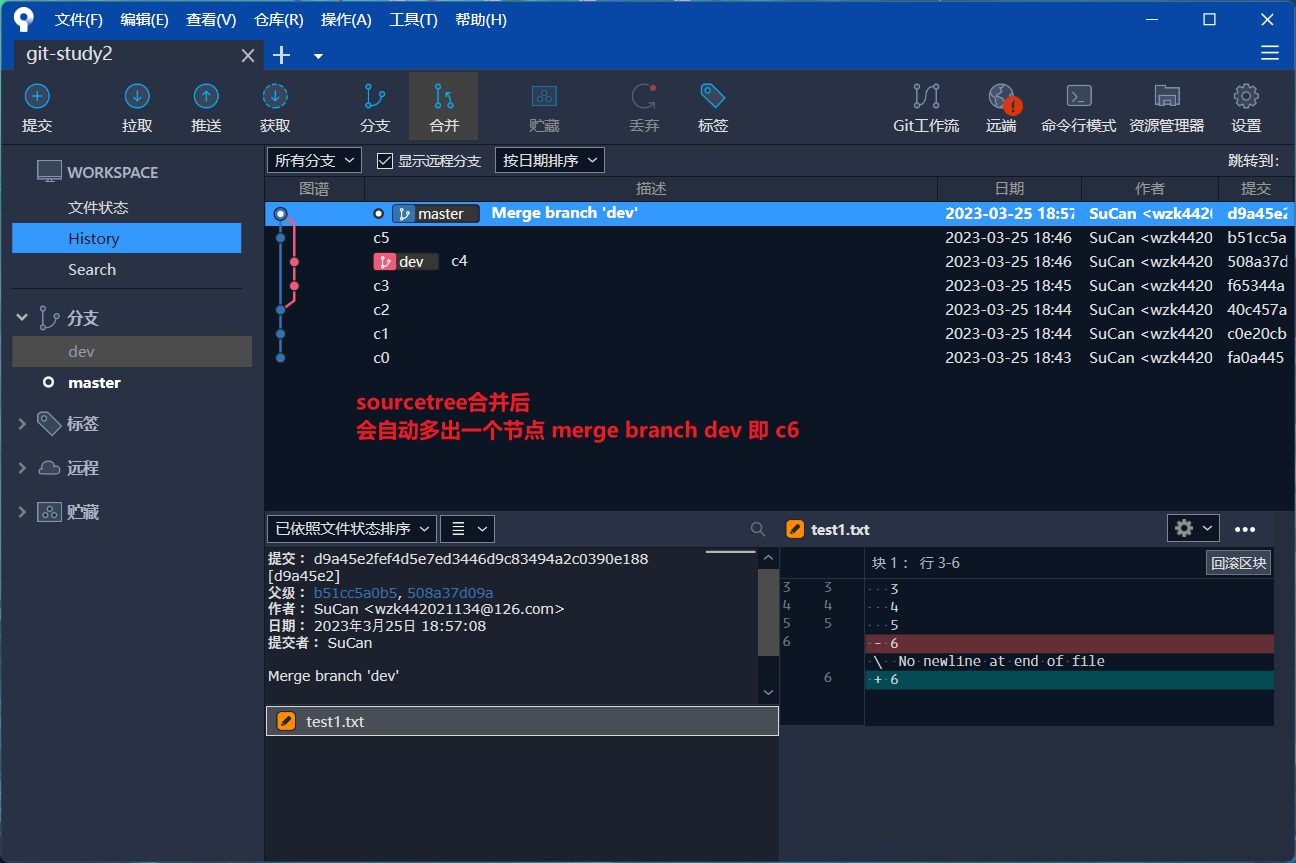 文件(F) 编辑(E) 查看(V) 仓库(R) 操作(A) 工具(T) 帮助(H)
git-study2
提交 拉取 推送 获取 分支 合并 贮藏 丢弃 标签 Git工作流 远端 命令行模式 资源管理器 设置
WORKSPACE
文件状态
History
Search
分支
dev
master
标签
远程
贮藏
所有分支 显示远程分支 按日期排序 跳转到:
图谱 描述 日期 作者 提交
master Merge branch 'dev' 2023-03-25 18:57 SuCan <wzk442( d9a45e2
c5 2023-03-25 18:46 SuCan <wzk4420 b51cc5a
dev c4 2023-03-25 18:46 SuCan <wzk4420 508a37d
c3 2023-03-25 18:45 SuCan <wzk4420 f65344a
c2 2023-03-25 18:44 SuCan <wzk4420 40c457a
c1 2023-03-25 18:44 SuCan <wzk4420 c0e20cb
c0 2023-03-25 18:43 SuCan <wzk4420 fa0a445
sourcetree合并后
会自动多出一个节点 merge branch dev 即 c6
已依照文件状态排序
提交： d9a45e2fef4d5e7ed3446d9c83494a2c0390e188
[d9a45e2]
父级： b51cc5a0b5, 508a37d09a
作者： SuCan <wzk442021134@126.com>
日期： 2023年3月25日 18:57:08
提交者： SuCan
Merge branch 'dev'
test1.txt
test1.txt
块 1： 行 3-6 回滚区块
3 3 3
4 4 4
5 5 5
6 - 6
\ No newline at end of file
6 + 6